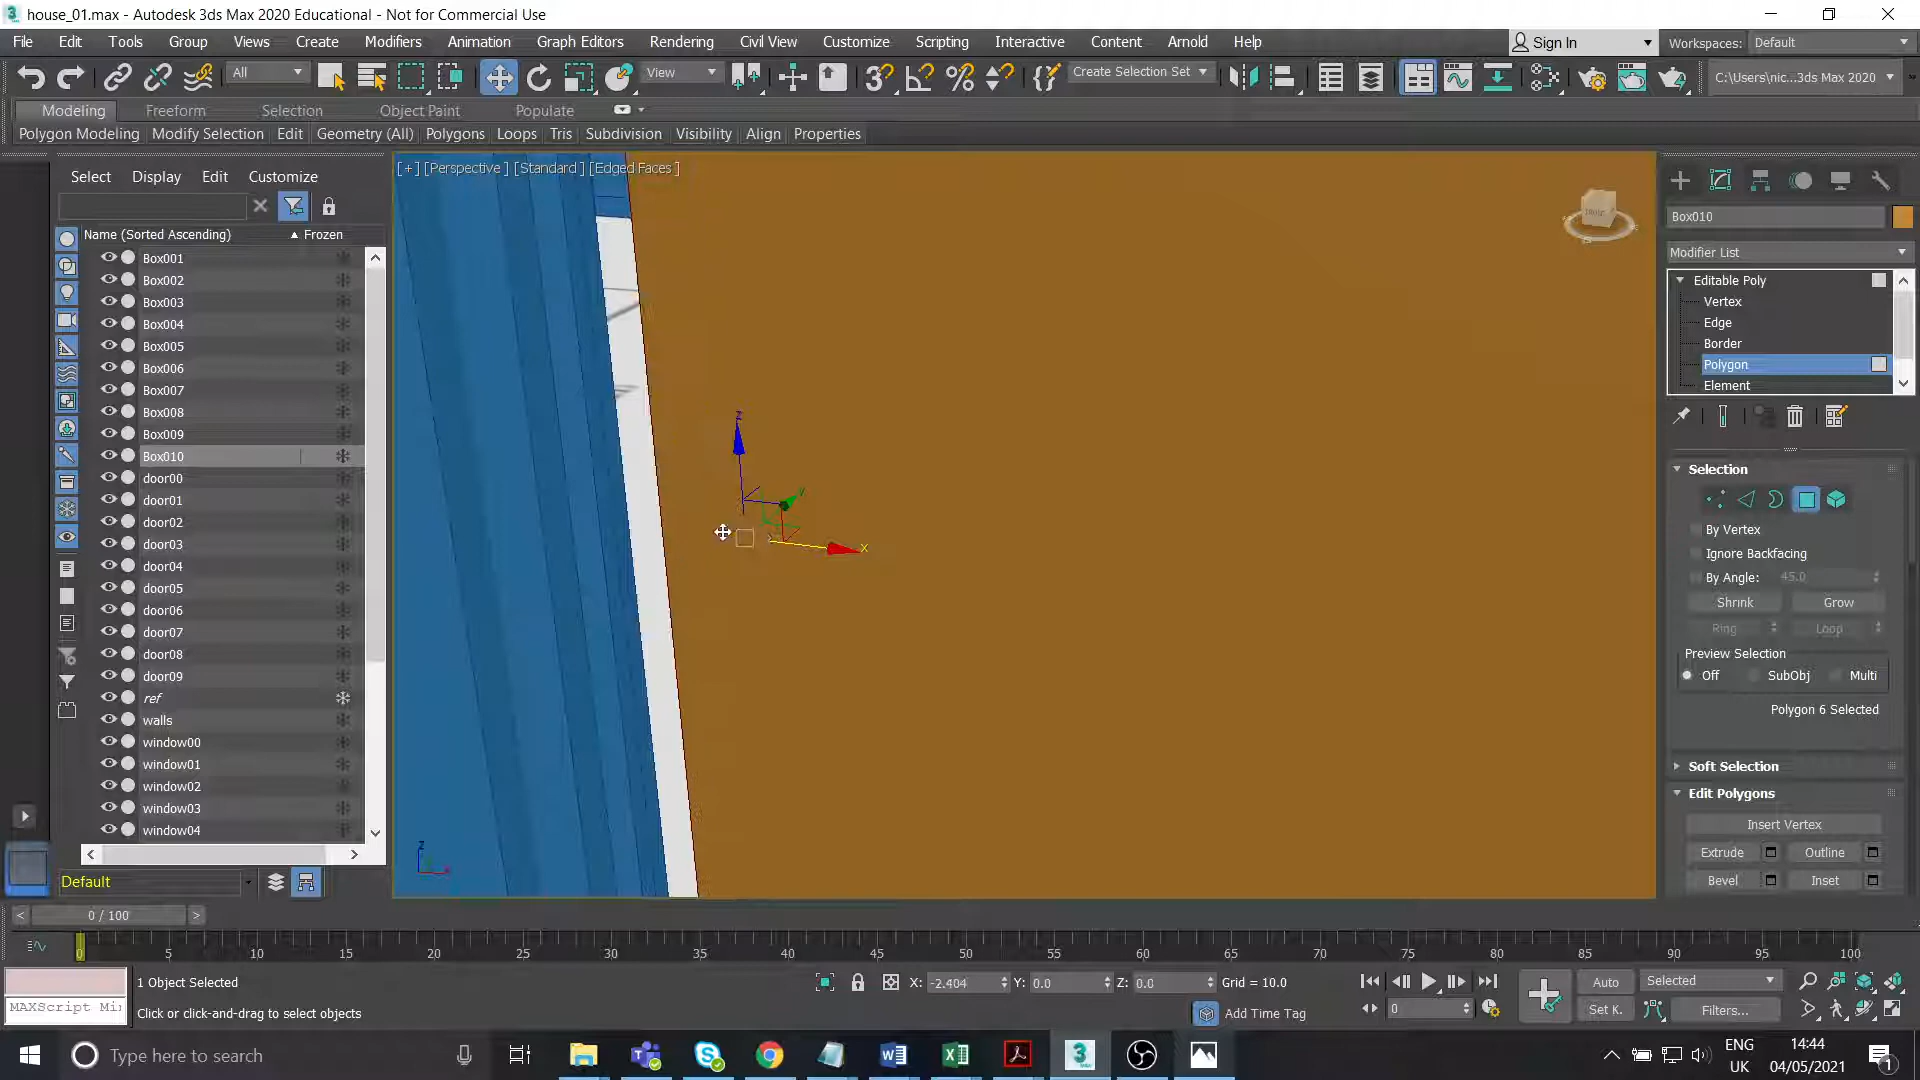 house_01.max - Autodesk 3ds Max 2020 Educational - Not for Commercial Use
File Edit Tools Group Views Create Modifiers Animation Graph Editors Rendering Civil View Customize Scripting Interactive Content Arnold Help
Sign In
Workspaces: Default
All
View
Create Selection Set
C:\Users\nic...3ds Max 2020
Modeling Freeform Selection Object Paint Populate
Polygon Modeling Modify Selection Edit Geometry (All) Polygons Loops Tris Subdivision Visibility Align Properties
Select Display Edit Customize
Name (Sorted Ascending) Frozen
Box001
Box002
Box003
Box004
Box005
Box006
Box007
Box008
Box009
Box010
door00
door01
door02
door03
door04
door05
door06
door07
door08
door09
ref
walls
window00
window01
window02
window03
window04
Default
[+] [Perspective ] [Standard ] [Edged Faces ]
z
y
x
z
Box010
Modifier List
Editable Poly
Vertex
Edge
Border
Polygon
Element
Selection
By Vertex
Ignore Backfacing
By Angle: 45.0
Shrink Grow
Ring Loop
Preview Selection
Off SubObj Multi
Polygon 6 Selected
Soft Selection
Edit Polygons
Insert Vertex
Extrude Outline
Bevel Inset
< 0 / 100 >
0 5 10 15 20 25 30 35 40 45 50 55 60 65 70 75 80 85 90 95 100
1 Object Selected
X: -2.404 Y: 0.0 Z: 0.0 Grid = 10.0
Auto Selected
MAXScript Mi
Click or click-and-drag to select objects
Add Time Tag
0
Set K. Filters...
Type here to search
ENG
UK
14:44
04/05/2021
1